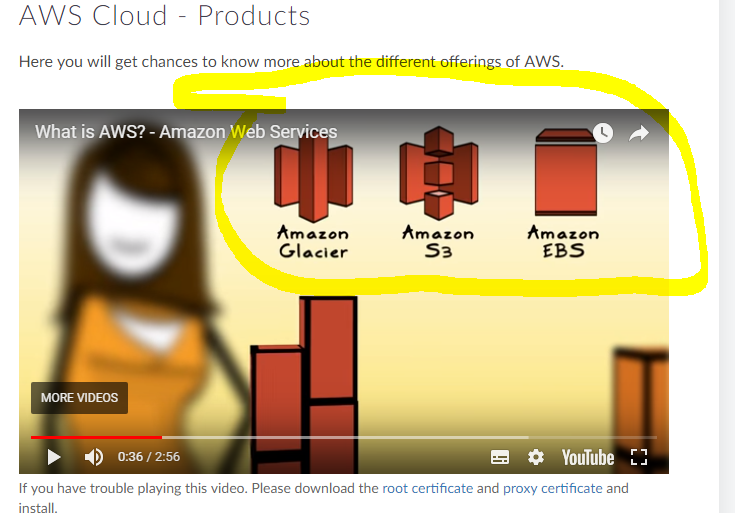 AWS Cloud - Products
Here you will get chances to know more about the different offerings of AWS.
What is AWS? - Amazon Web Services
Amazon Glacier
Amazon S3
Amazon EBS
MORE VIDEOS
0:36 / 2:56
YouTube
If you have trouble playing this video. Please download the root certificate and proxy certificate and
install.